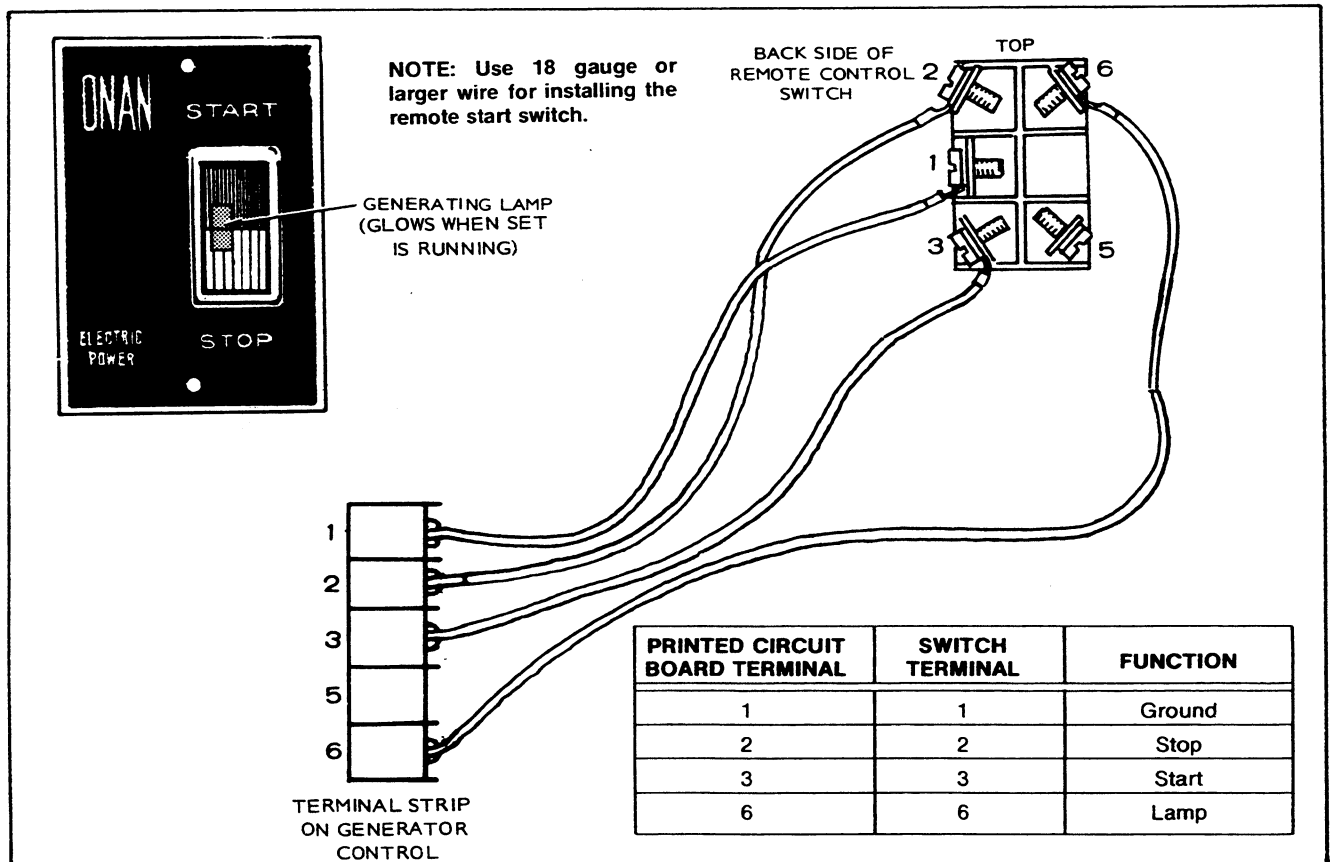 ONAN
START
STOP
ELECTRIC
POWER
NOTE: Use 18 gauge or
larger wire for installing the
remote start switch.
GENERATING LAMP
(GLOWS WHEN SET
IS RUNNING)
BACK SIDE OF
REMOTE CONTROL
SWITCH
TOP
2
6
1
3
5
1
2
3
5
6
TERMINAL STRIP
ON GENERATOR
CONTROL
PRINTED CIRCUIT BOARD TERMINAL SWITCH TERMINAL FUNCTION
1 1 Ground
2 2 Stop
3 3 Start
6 6 Lamp